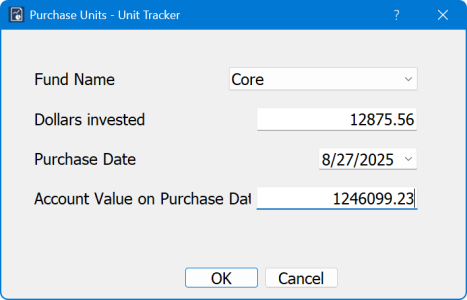 Purchase Units - Unit Tracker
?
Fund Name Core
Dollars invested 12875.56
Purchase Date 8/27/2025
Account Value on Purchase Dat 1246099.23
OK Cancel